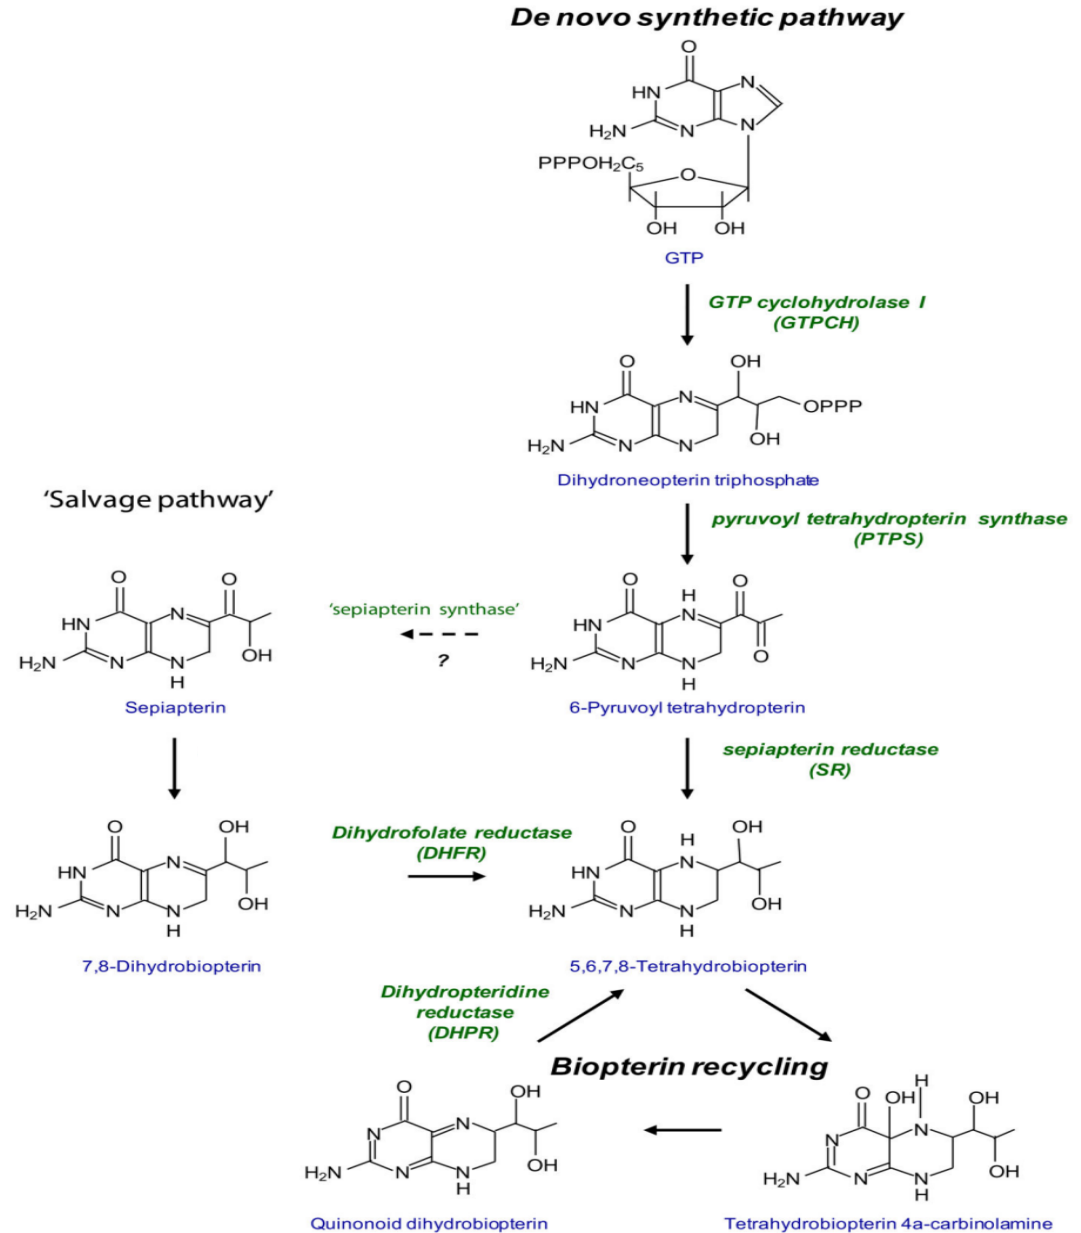 De novo synthetic pathway
O
HN
N
H₂N
N
N
PPPOH₂C₅
O
OH
OH
GTP
GTP cyclohydrolase I
(GTPCH)
O
OH
HN
N
OPPP
H₂N
N
N
OH
Dihydroneopterin triphosphate
'Salvage pathway'
pyruvoyl tetrahydropterin synthase
(PTPS)
O
O
HN
N
H₂N
N
N
H
OH
Sepiapterin
'sepiapterin synthase'
?
O
H
O
HN
N
H₂N
N
N
H
O
6-Pyruvoyl tetrahydropterin
sepiapterin reductase
(SR)
O
OH
HN
N
H₂N
N
N
H
OH
7,8-Dihydrobiopterin
Dihydrofolate reductase
(DHFR)
O
H
OH
HN
N
H₂N
N
N
H
OH
5,6,7,8-Tetrahydrobiopterin
Dihydropteridine
reductase
(DHPR)
Biopterin recycling
O
OH
N
N
H₂N
N
N
H
OH
Quinonoid dihydrobiopterin
O
OH
H
OH
N
N
H₂N
N
N
H
OH
Tetrahydrobiopterin 4a-carbinolamine